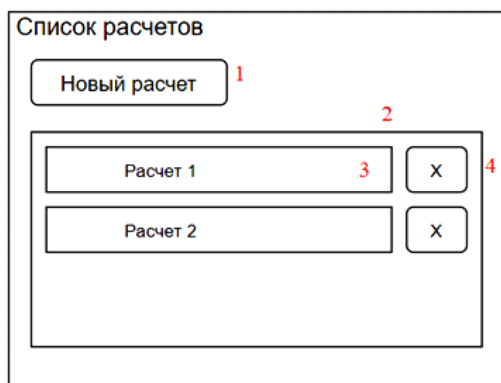 Список расчетов
Новый расчет 1
2
Расчет 1 3 X 4
Расчет 2 X